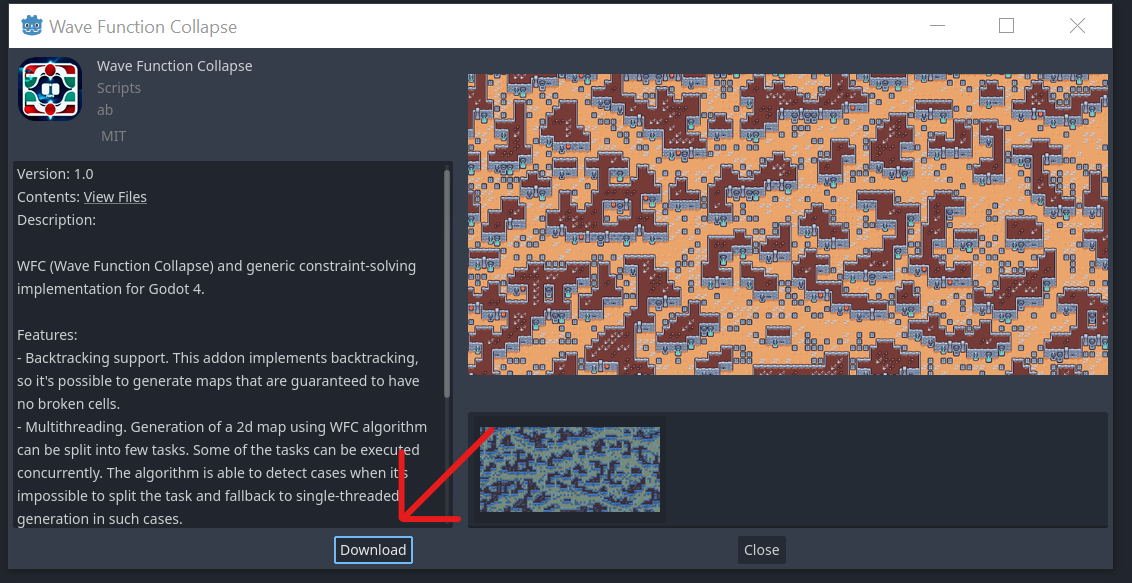 Wave Function Collapse
Wave Function Collapse
Scripts
ab
MIT
Version: 1.0
Contents: View Files
Description:
WFC (Wave Function Collapse) and generic constraint-solving
implementation for Godot 4.
Features:
- Backtracking support. This addon implements backtracking,
so it's possible to generate maps that are guaranteed to have
no broken cells.
- Multithreading. Generation of a 2d map using WFC algorithm
can be split into few tasks. Some of the tasks can be executed
concurrently. The algorithm is able to detect cases when it's
impossible to split the task and fallback to single-threaded
generation in such cases.
Download
Close